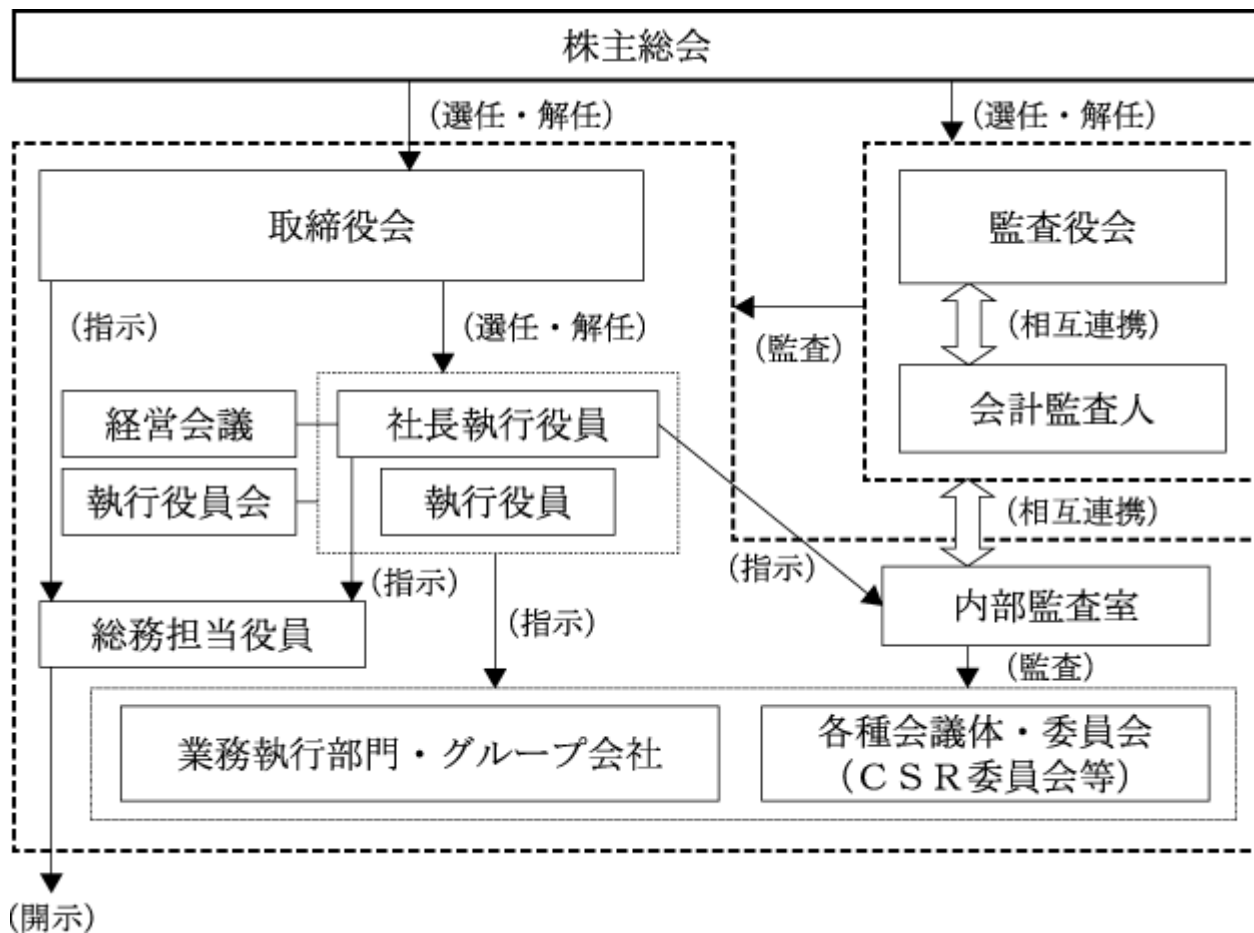 株主総会
(選任・解任)
(選任・解任)
取締役会
監査役会
(指示)
(選任・解任)
(監査)
(相互連携)
経営会議
社長執行役員
会計監査人
執行役員会
執行役員
(相互連携)
(指示)
(指示)
(指示)
内部監査室
総務担当役員
(監査)
業務執行部門・グループ会社
各種会議体・委員会
(ＣＳＲ委員会等)
(開示)